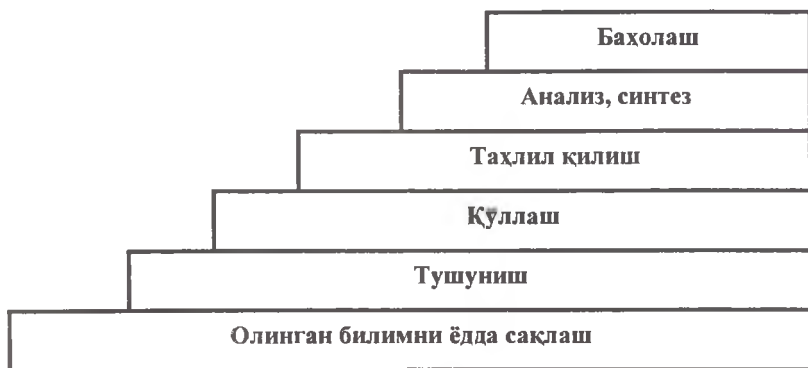 Баҳолаш
Анализ, синтез
Таҳлил қилиш
Қўллаш
Тушуниш
Олинган билимни ёдда сақлаш